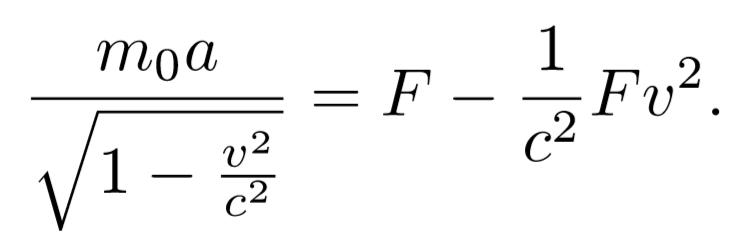 \frac{m_0 a}{\sqrt{1 - \frac{v^2}{c^2}}} = F - \frac{1}{c^2} F v^2.